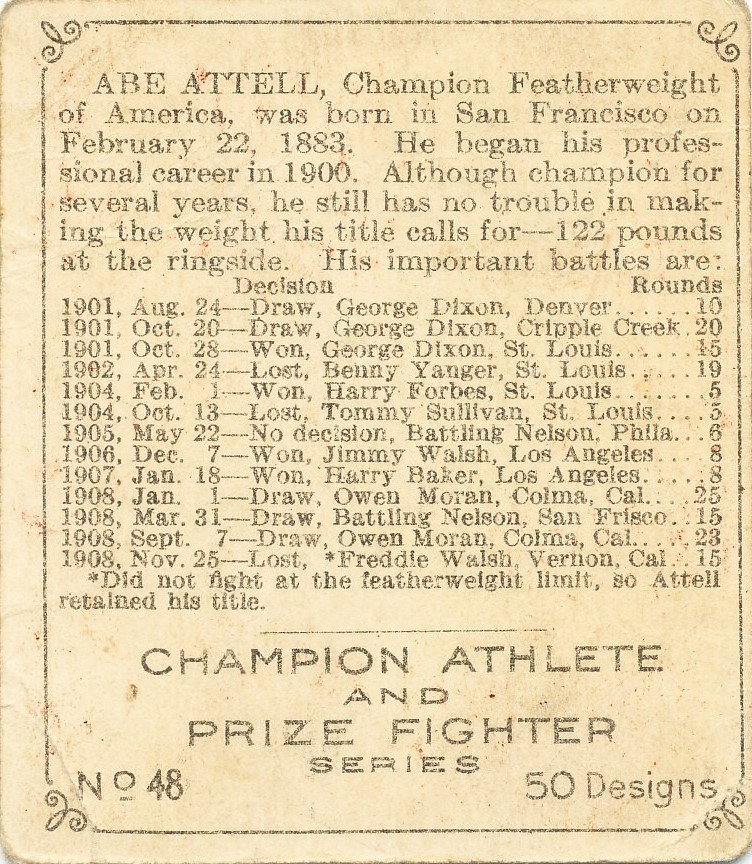 ABE ATTELL, Champion Featherweight
of America, was born in San Francisco on
February 22, 1883. He began his profes-
sional career in 1900. Although champion for
several years, he still has no trouble in mak-
ing the weight his title calls for—122 pounds
at the ringside. His important battles are:
Decision Rounds
1901, Aug. 24—Draw, George Dixon, Denver......10
1901, Oct. 20—Draw, George Dixon, Cripple Creek.20
1901, Oct. 28—Won, George Dixon, St. Louis......15
1902, Apr. 24—Lost, Benny Yanger, St. Louis....19
1904, Feb. 1—Won, Harry Forbes, St. Louis...... 5
1904, Oct. 13—Lost, Tommy Sullivan, St. Louis.... 5
1905, May 22—No decision, Battling Nelson, Phila... 6
1906, Dec. 7—Won, Jimmy Walsh, Los Angeles.... 8
1907, Jan. 18—Won, Harry Baker, Los Angeles..... 8
1908, Jan. 1—Draw, Owen Moran, Colma, Cal.....25
1908, Mar. 31—Draw, Battling Nelson, San Frisco..15
1908, Sept. 7—Draw, Owen Moran, Colma, Cal.....23
1908, Nov. 25—Lost, *Freddie Walsh, Vernon, Cal..15
*Did not fight at the featherweight limit, so Attell
retained his title.
CHAMPION ATHLETE
AND
PRIZE FIGHTER
SERIES
No 48 50 Designs